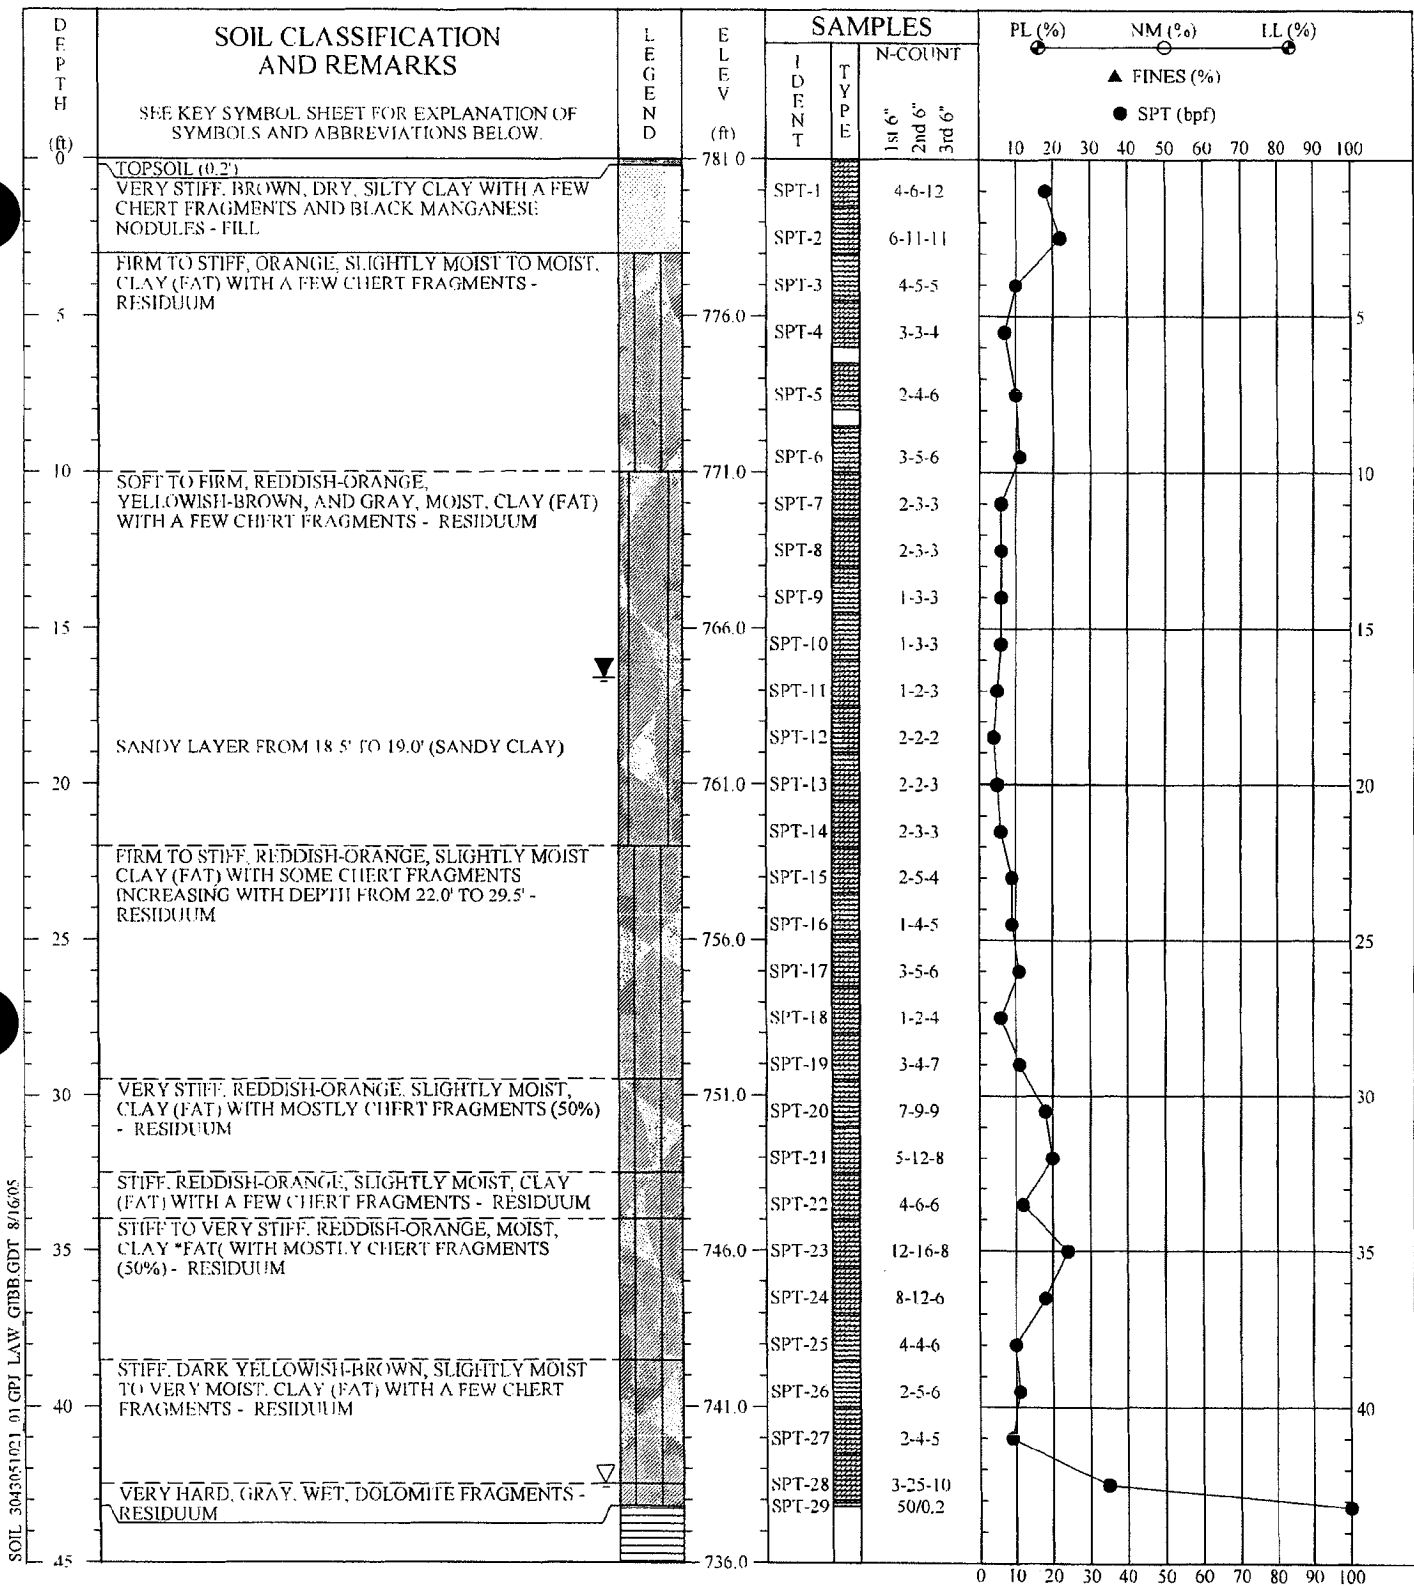 DEPTH (ft)
SOIL CLASSIFICATION
AND REMARKS
SEE KEY SYMBOL SHEET FOR EXPLANATION OF
SYMBOLS AND ABBREVIATIONS BELOW.
LEGEND
ELEV (ft)
SAMPLES
IDENT
TYPE
N-COUNT
1st 6"
2nd 6"
3rd 6"
PL (%) NM (%) LL (%)
▲ FINES (%)
● SPT (bpf)
10 20 30 40 50 60 70 80 90 100
0
781.0
TOPSOIL (0.2')
VERY STIFF, BROWN, DRY, SILTY CLAY WITH A FEW
CHERT FRAGMENTS AND BLACK MANGANESE
NODULES - FILL
SPT-1 4-6-12
SPT-2 6-11-11
FIRM TO STIFF, ORANGE, SLIGHTLY MOIST TO MOIST,
CLAY (FAT) WITH A FEW CHERT FRAGMENTS -
RESIDUUM
SPT-3 4-5-5
5 776.0 5
SPT-4 3-3-4
SPT-5 2-4-6
SPT-6 3-5-6
10 771.0 10
SOFT TO FIRM, REDDISH-ORANGE,
YELLOWISH-BROWN, AND GRAY, MOIST, CLAY (FAT)
WITH A FEW CHERT FRAGMENTS - RESIDUUM
SPT-7 2-3-3
SPT-8 2-3-3
SPT-9 1-3-3
15 766.0 15
SPT-10 1-3-3
SPT-11 1-2-3
SANDY LAYER FROM 18.5' TO 19.0' (SANDY CLAY)
SPT-12 2-2-2
20 761.0 20
SPT-13 2-2-3
SPT-14 2-3-3
FIRM TO STIFF, REDDISH-ORANGE, SLIGHTLY MOIST
CLAY (FAT) WITH SOME CHERT FRAGMENTS
INCREASING WITH DEPTH FROM 22.0' TO 29.5' -
RESIDUUM
SPT-15 2-5-4
SPT-16 1-4-5
25 756.0 25
SPT-17 3-5-6
SPT-18 1-2-4
SPT-19 3-4-7
VERY STIFF, REDDISH-ORANGE, SLIGHTLY MOIST,
CLAY (FAT) WITH MOSTLY CHERT FRAGMENTS (50%)
- RESIDUUM
30 751.0 30
SPT-20 7-9-9
SPT-21 5-12-8
STIFF, REDDISH-ORANGE, SLIGHTLY MOIST, CLAY
(FAT) WITH A FEW CHERT FRAGMENTS - RESIDUUM
SPT-22 4-6-6
STIFF TO VERY STIFF, REDDISH-ORANGE, MOIST,
CLAY *FAT( WITH MOSTLY CHERT FRAGMENTS
(50%) - RESIDUUM
35 746.0 35
SPT-23 12-16-8
SPT-24 8-12-6
SPT-25 4-4-6
STIFF, DARK YELLOWISH-BROWN, SLIGHTLY MOIST
TO VERY MOIST, CLAY (FAT) WITH A FEW CHERT
FRAGMENTS - RESIDUUM
SPT-26 2-5-6
40 741.0 40
SPT-27 2-4-5
VERY HARD, GRAY, WET, DOLOMITE FRAGMENTS -
RESIDUUM
SPT-28 3-25-10
SPT-29 50/0.2
45 736.0
0 10 20 30 40 50 60 70 80 90 100
SOIL 3043051021_01.GPJ LAW_GIBB.GDT 8/16/05